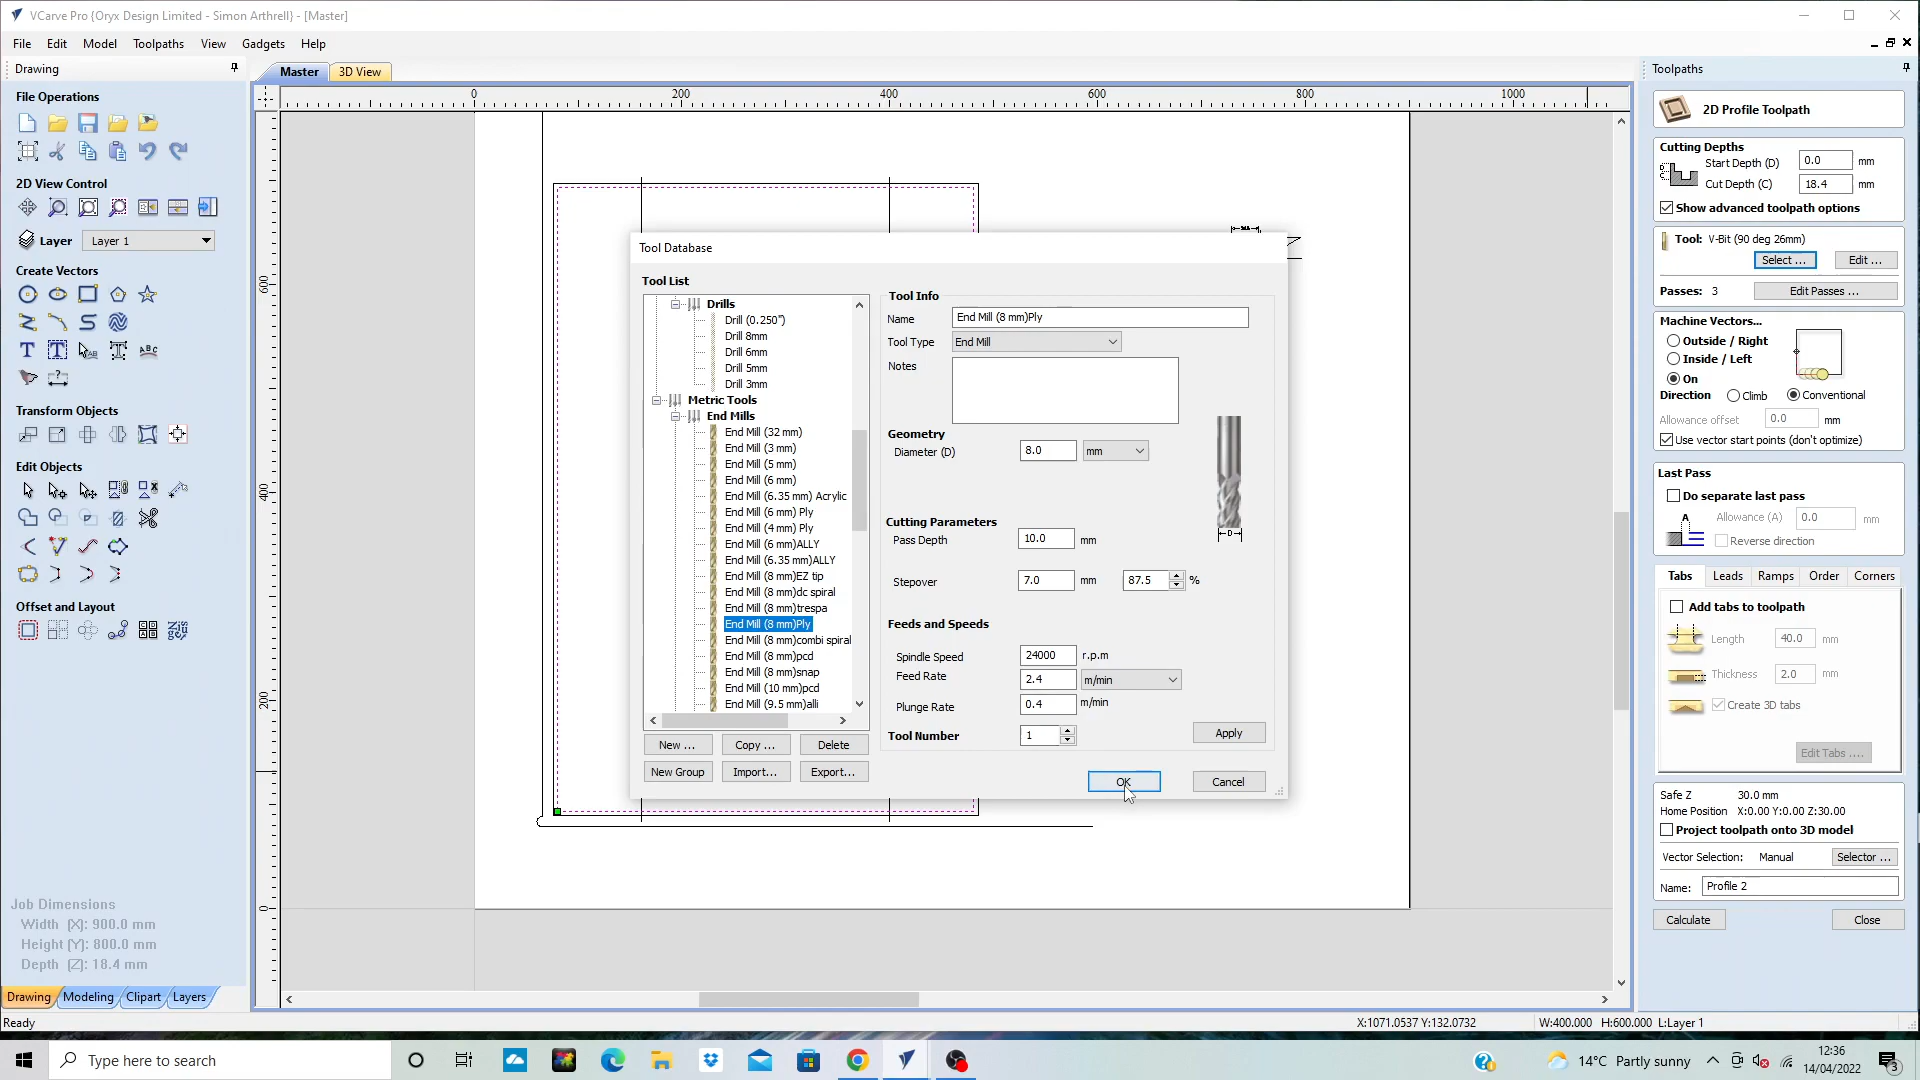 VCarve Pro {Oryx Design Limited - Simon Arthrell} - [Master]
File Edit Model Toolpaths View Gadgets Help
Drawing
File Operations
2D View Control
Layer Layer 1
Create Vectors
Transform Objects
Edit Objects
Offset and Layout
Job Dimensions
Width (X): 900.0 mm
Height (Y): 800.0 mm
Depth (Z): 18.4 mm
Drawing Modeling Clipart Layers
Ready
Master 3D View
0 200 400 600 800 1000
600
400
200
0
Tool Database
Tool List
Drills
Drill (0.250")
Drill 8mm
Drill 6mm
Drill 5mm
Drill 3mm
Metric Tools
End Mills
End Mill (32 mm)
End Mill (3 mm)
End Mill (5 mm)
End Mill (6 mm)
End Mill (6.35 mm) Acrylic
End Mill (6 mm) Ply
End Mill (4 mm) Ply
End Mill (6 mm)ALLY
End Mill (6.35 mm)ALLY
End Mill (8 mm)EZ tip
End Mill (8 mm)dc spiral
End Mill (8 mm)trespa
End Mill (8 mm)Ply
End Mill (8 mm)combi spiral
End Mill (8 mm)pcd
End Mill (8 mm)snap
End Mill (10 mm)pcd
End Mill (9.5 mm)alli
New ... Copy ... Delete
New Group Import... Export...
Tool Info
Name End Mill (8 mm)Ply
Tool Type End Mill
Notes
Geometry
Diameter (D) 8.0 mm
D
Cutting Parameters
Pass Depth 10.0 mm
Stepover 7.0 mm 87.5 %
Feeds and Speeds
Spindle Speed 24000 r.p.m
Feed Rate 2.4 m/min
Plunge Rate 0.4 m/min
Tool Number 1 Apply
OK Cancel
Toolpaths
2D Profile Toolpath
Cutting Depths
Start Depth (D) 0.0 mm
Cut Depth (C) 18.4 mm
Show advanced toolpath options
Tool: V-Bit (90 deg 26mm)
Select ... Edit ...
Passes: 3 Edit Passes ...
Machine Vectors...
Outside / Right
Inside / Left
On
Direction Climb Conventional
Allowance offset 0.0 mm
Use vector start points (don't optimize)
Last Pass
Do separate last pass
A Allowance (A) 0.0 mm
Reverse direction
Tabs Leads Ramps Order Corners
Add tabs to toolpath
Length 40.0 mm
Thickness 2.0 mm
Create 3D tabs
Edit Tabs ....
Safe Z 30.0 mm
Home Position X:0.00 Y:0.00 Z:30.00
Project toolpath onto 3D model
Vector Selection: Manual Selector ...
Name: Profile 2
Calculate Close
X:1071.0537 Y:132.0732 W:400.000 H:600.000 L:Layer 1
Type here to search
14°C Partly sunny
12:36
14/04/2022
3